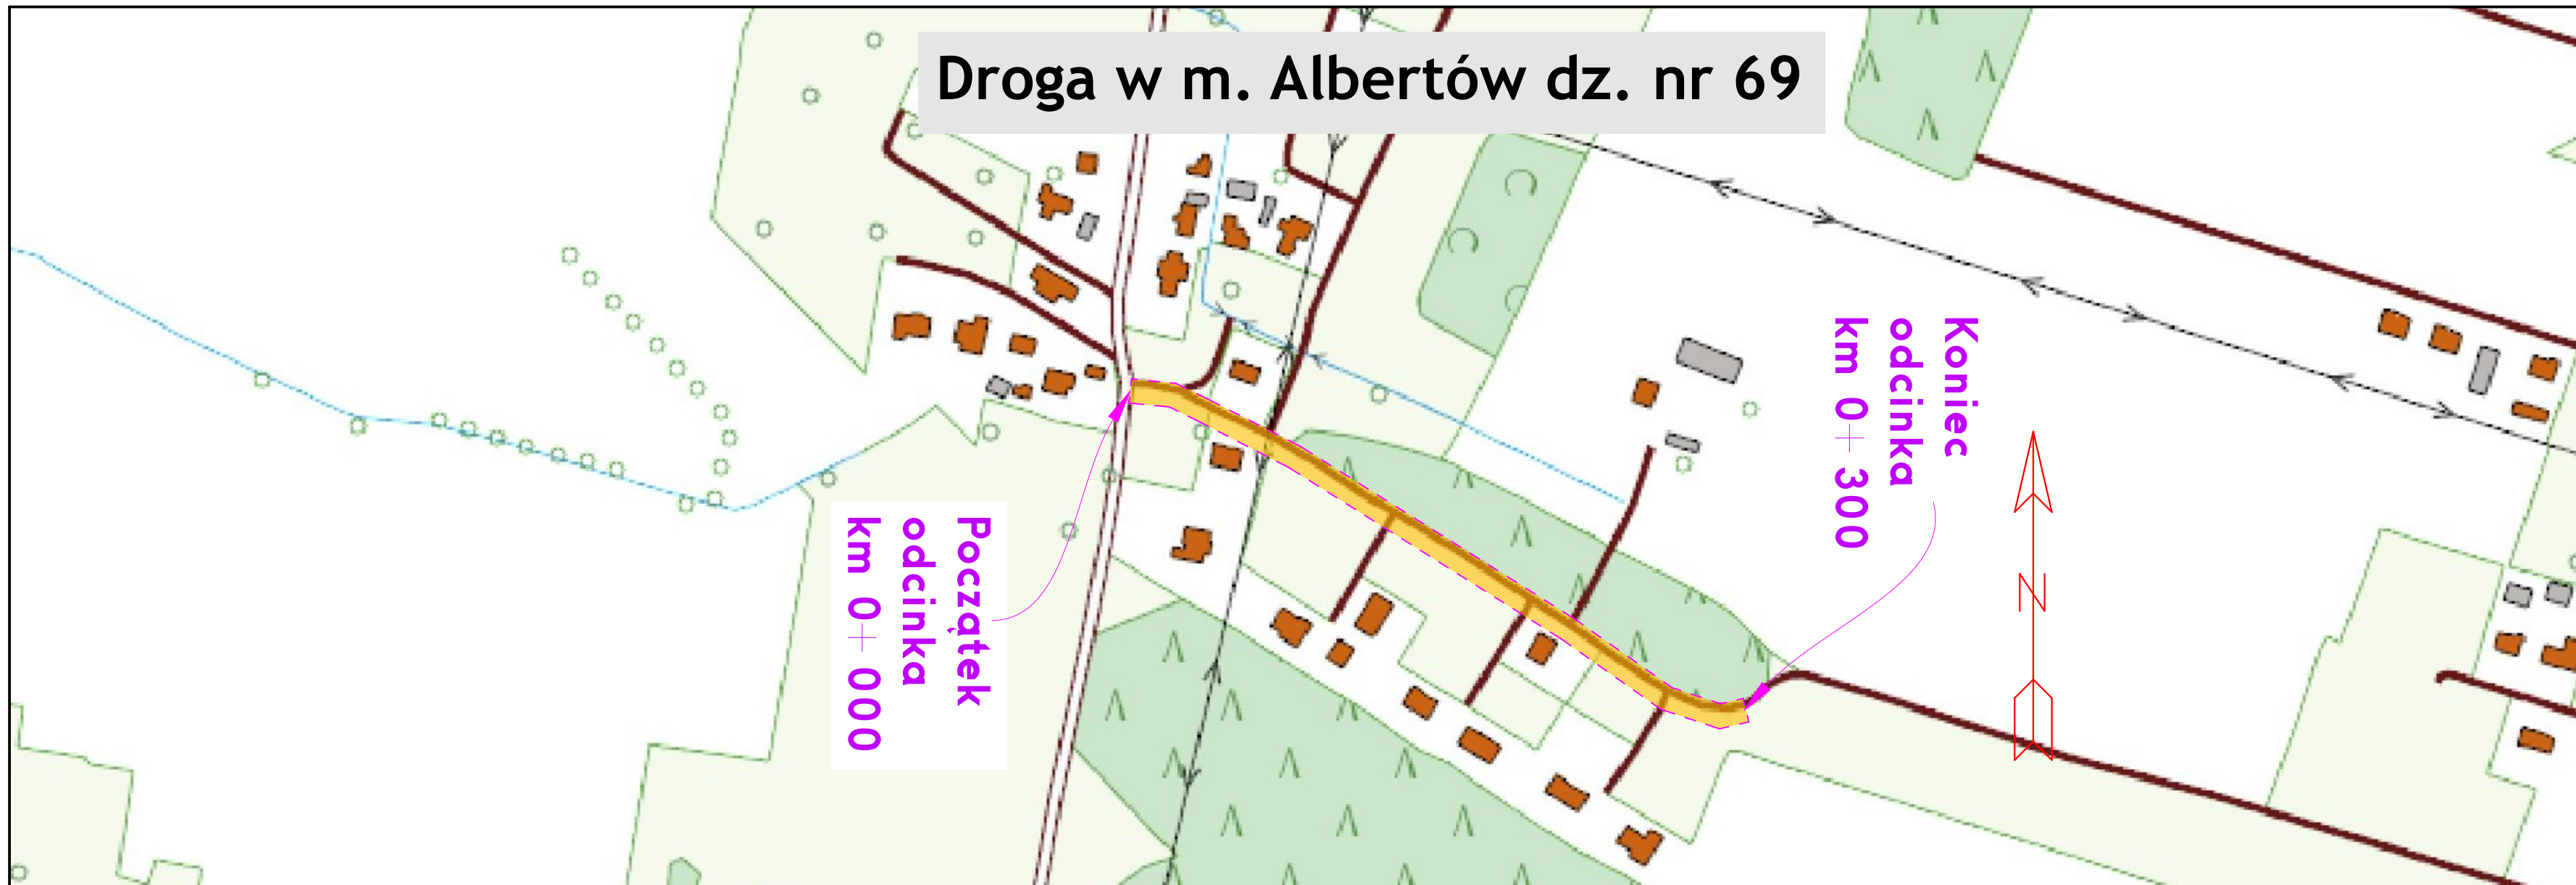 Droga w m. Albertów dz. nr 69
Początek
odcinka
km 0+ 000
Koniec
odcinka
km 0+ 300
N